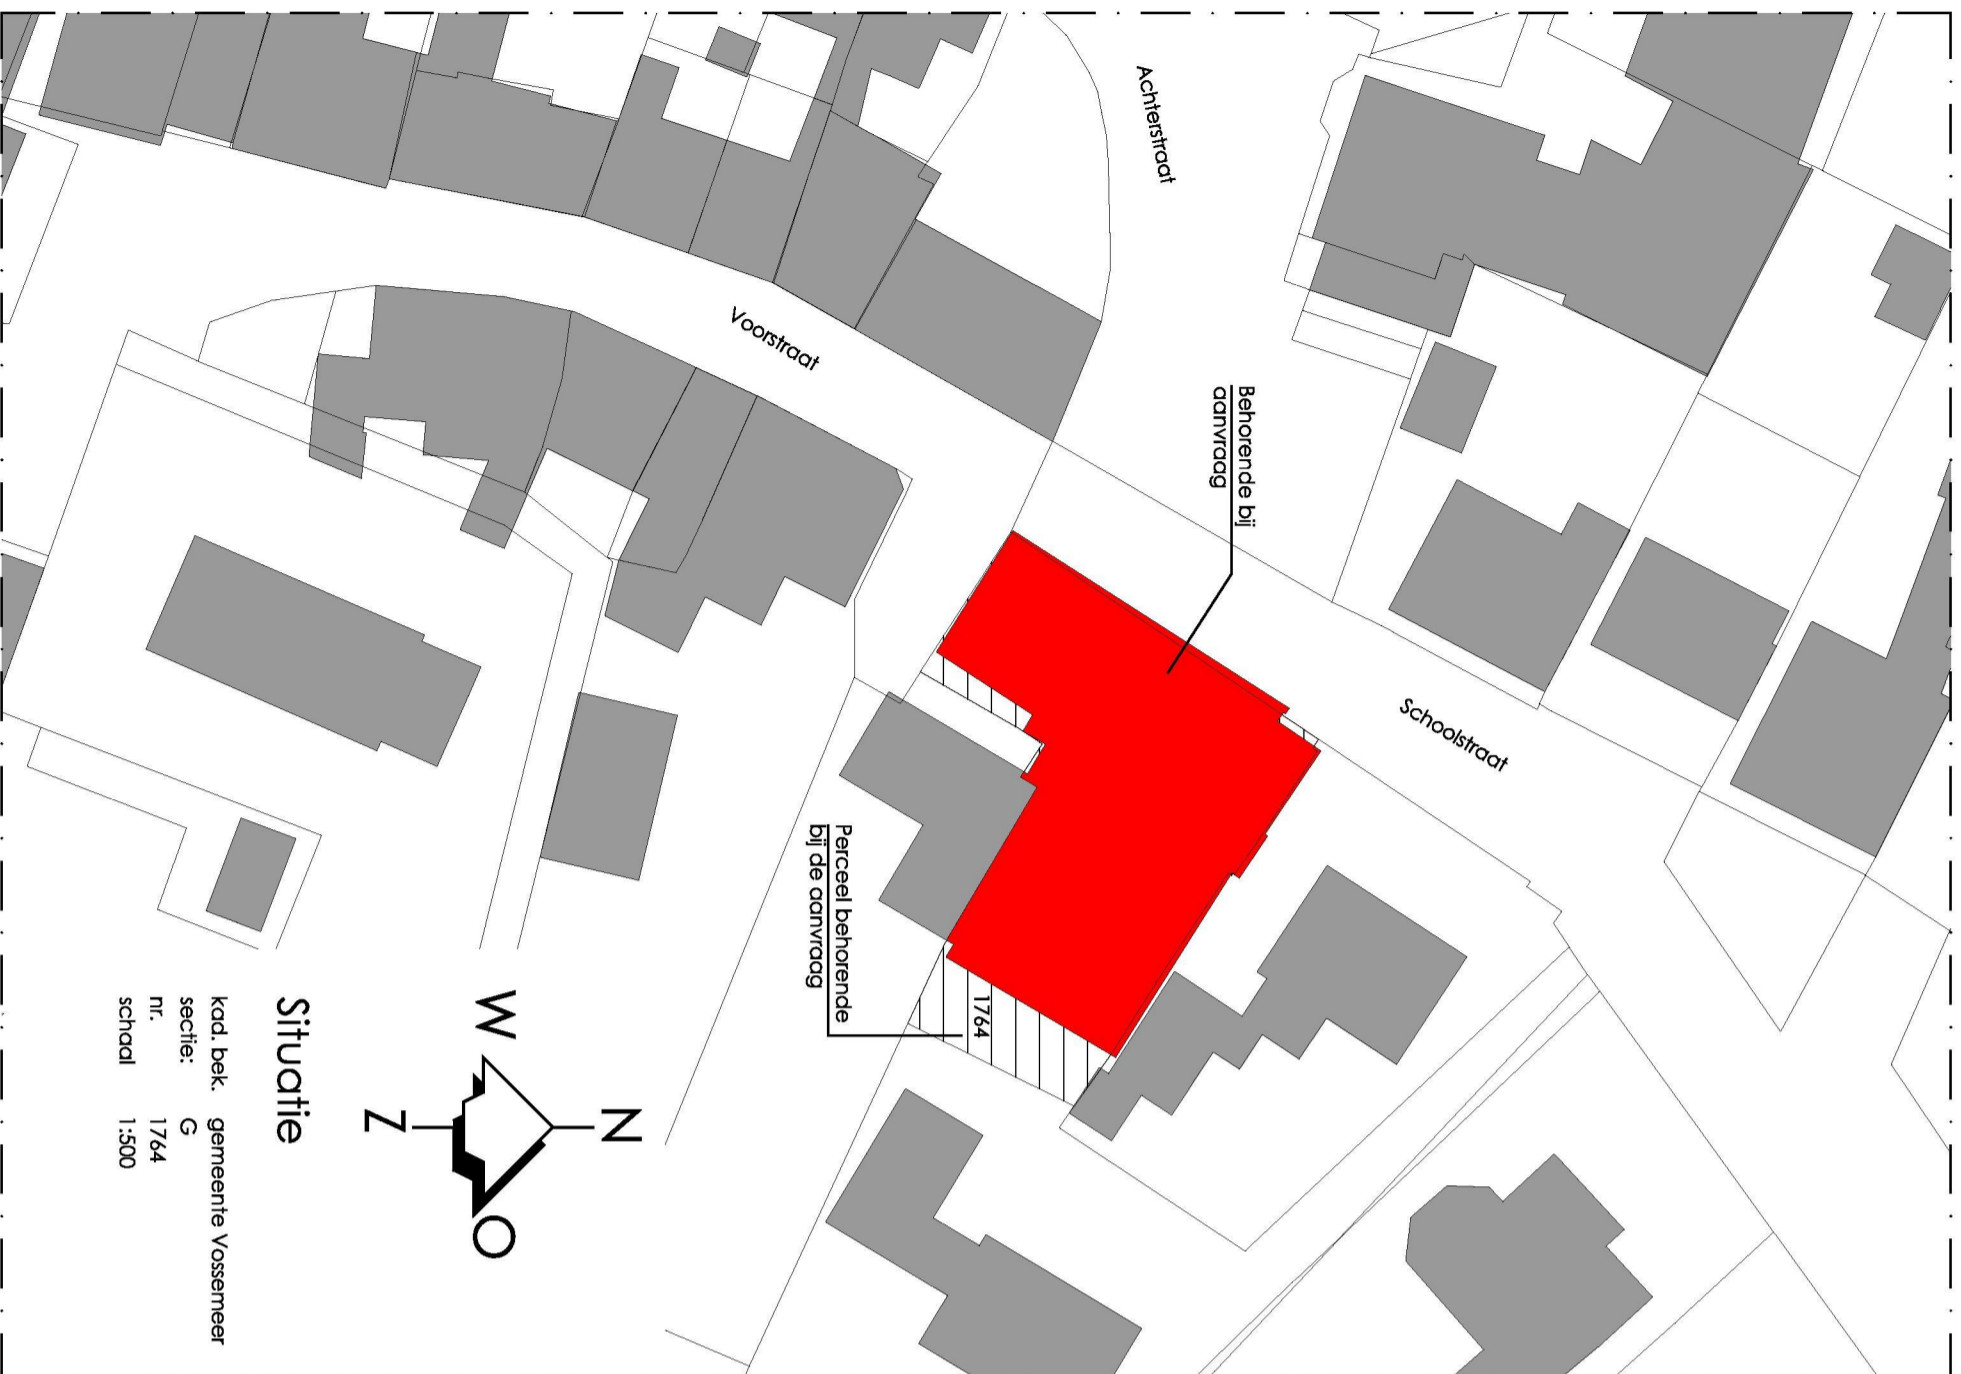 Achterstraat
Voorstraat
Behorende bij
aanvraag
Schoolstraat
Perceel behorende
bij de aanvraag
1764
N
W
O
Z
Situatie
kad. bek. gemeente Vossemeer
sectie: G
nr. 1764
schaal 1:500